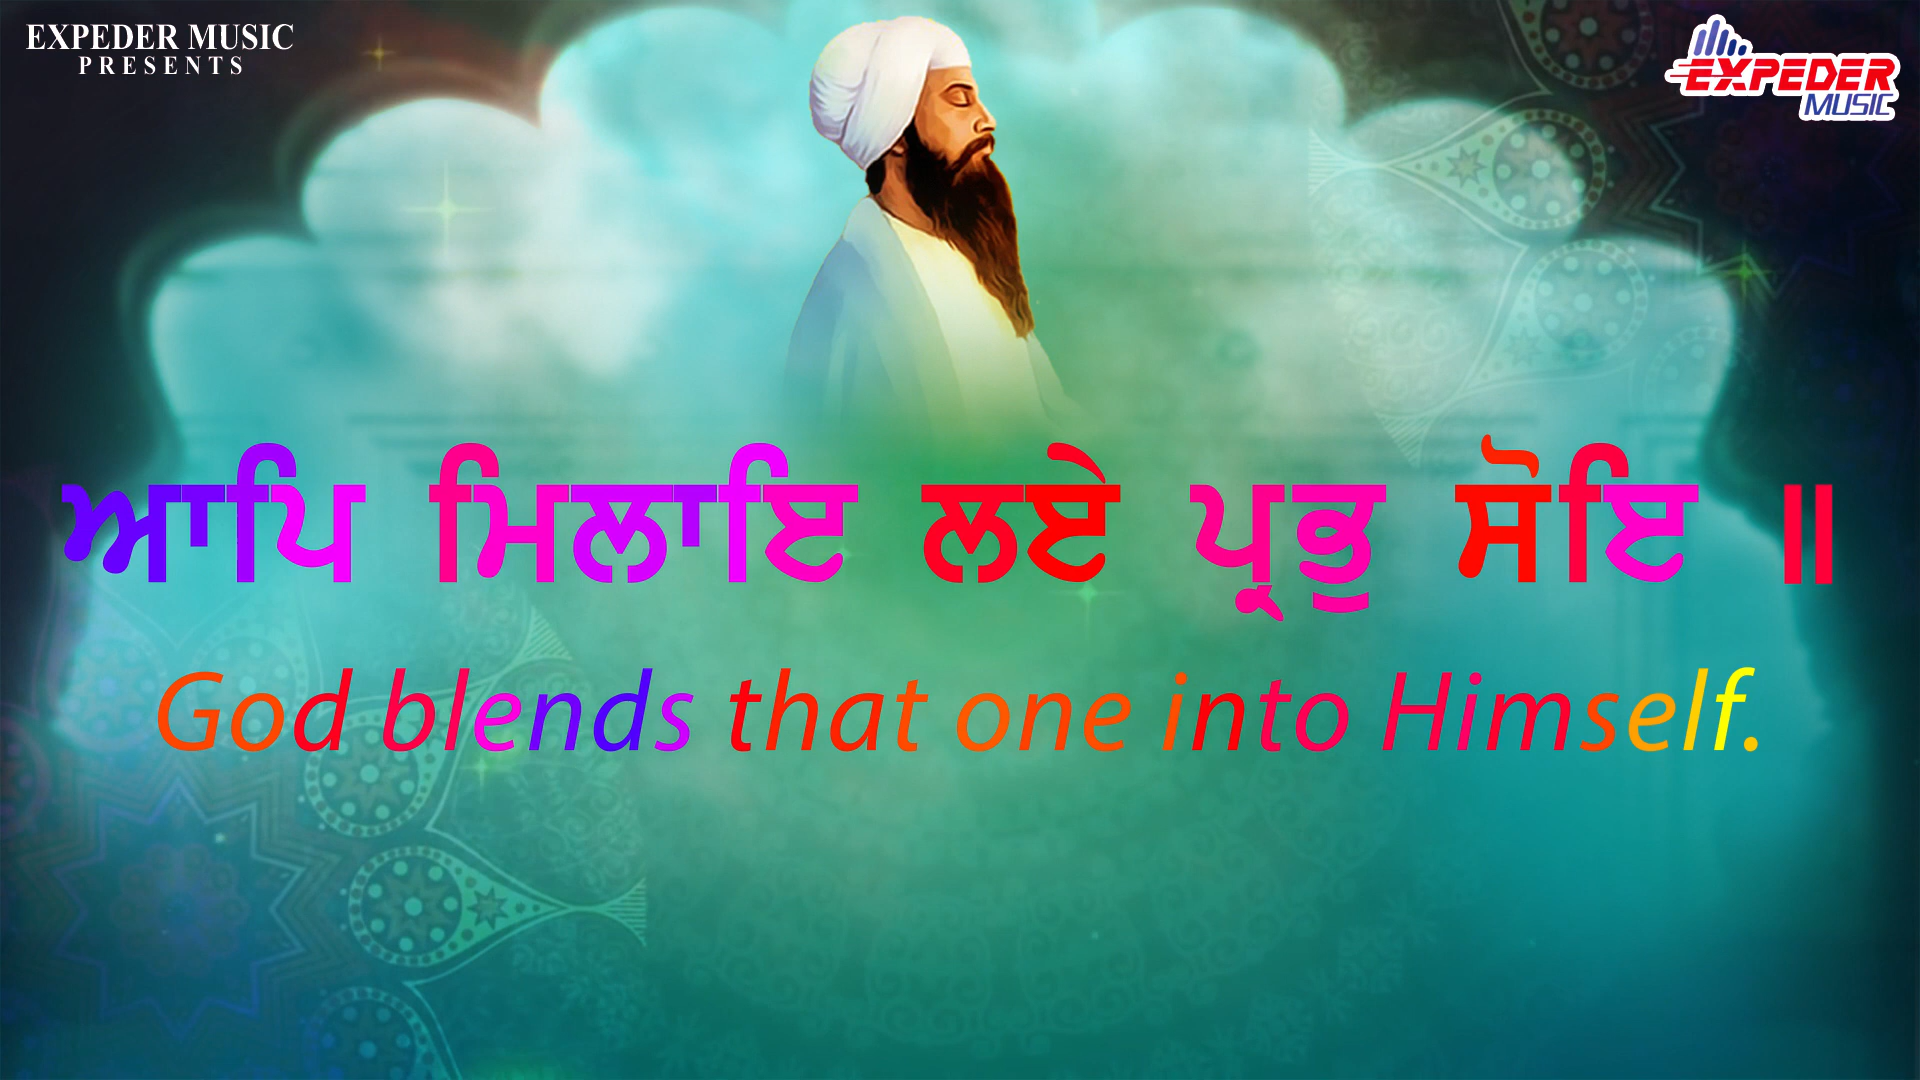 EXPEDER MUSIC
PRESENTS
EXPEDER
MUSIC
ਆਪਿ ਮਿਲਾਇ ਲਏ ਪ੍ਰਭੁ ਸੋਇ ॥
God blends that one into Himself.